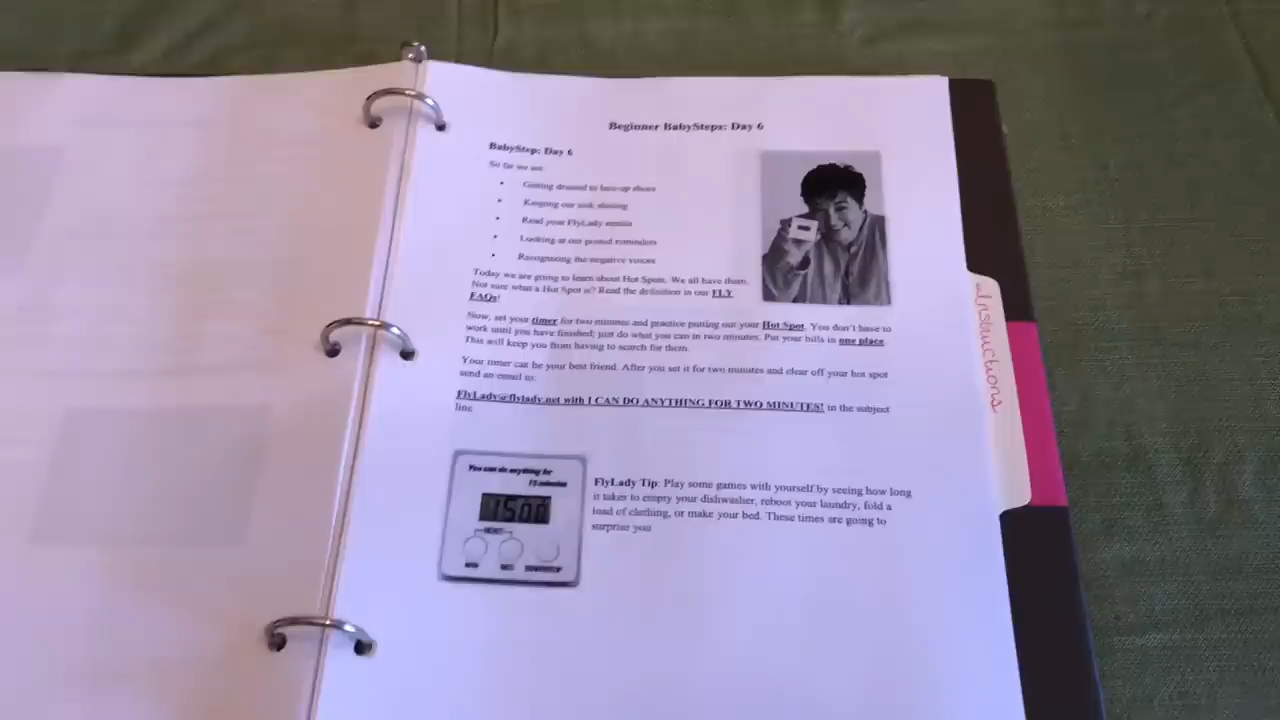 Beginner BabySteps: Day 6
BabyStep: Day 6
So far we are
• Getting dressed to lace-up shoes
• Keeping our sink shining
• Read your FlyLady emails
• Looking at our posted reminders
• Recognizing the negative voices
Today we are going to learn about Hot Spots. We all have them.
Not sure what a Hot Spot is? Read the definition in our FLY
FAQs!
Now, set your timer for two minutes and practice putting out your Hot Spot. You don't have to
work until you have finished; just do what you can in two minutes. Put your bills in one place.
This will keep you from having to search for them.
Your timer can be your best friend. After you set it for two minutes and clear off your hot spot
send an email to:
FlyLady@flylady.net with I CAN DO ANYTHING FOR TWO MINUTES! in the subject
line
You can do anything for
15 minutes
1500
RESET
MIN SEC START/STOP
FlyLady Tip: Play some games with yourself by seeing how long
it takes to empty your dishwasher, reboot your laundry, fold a
load of clothing, or make your bed. These times are going to
surprise you
Instructions